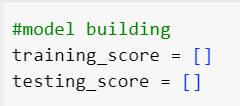 #model building
training_score = []
testing_score = []